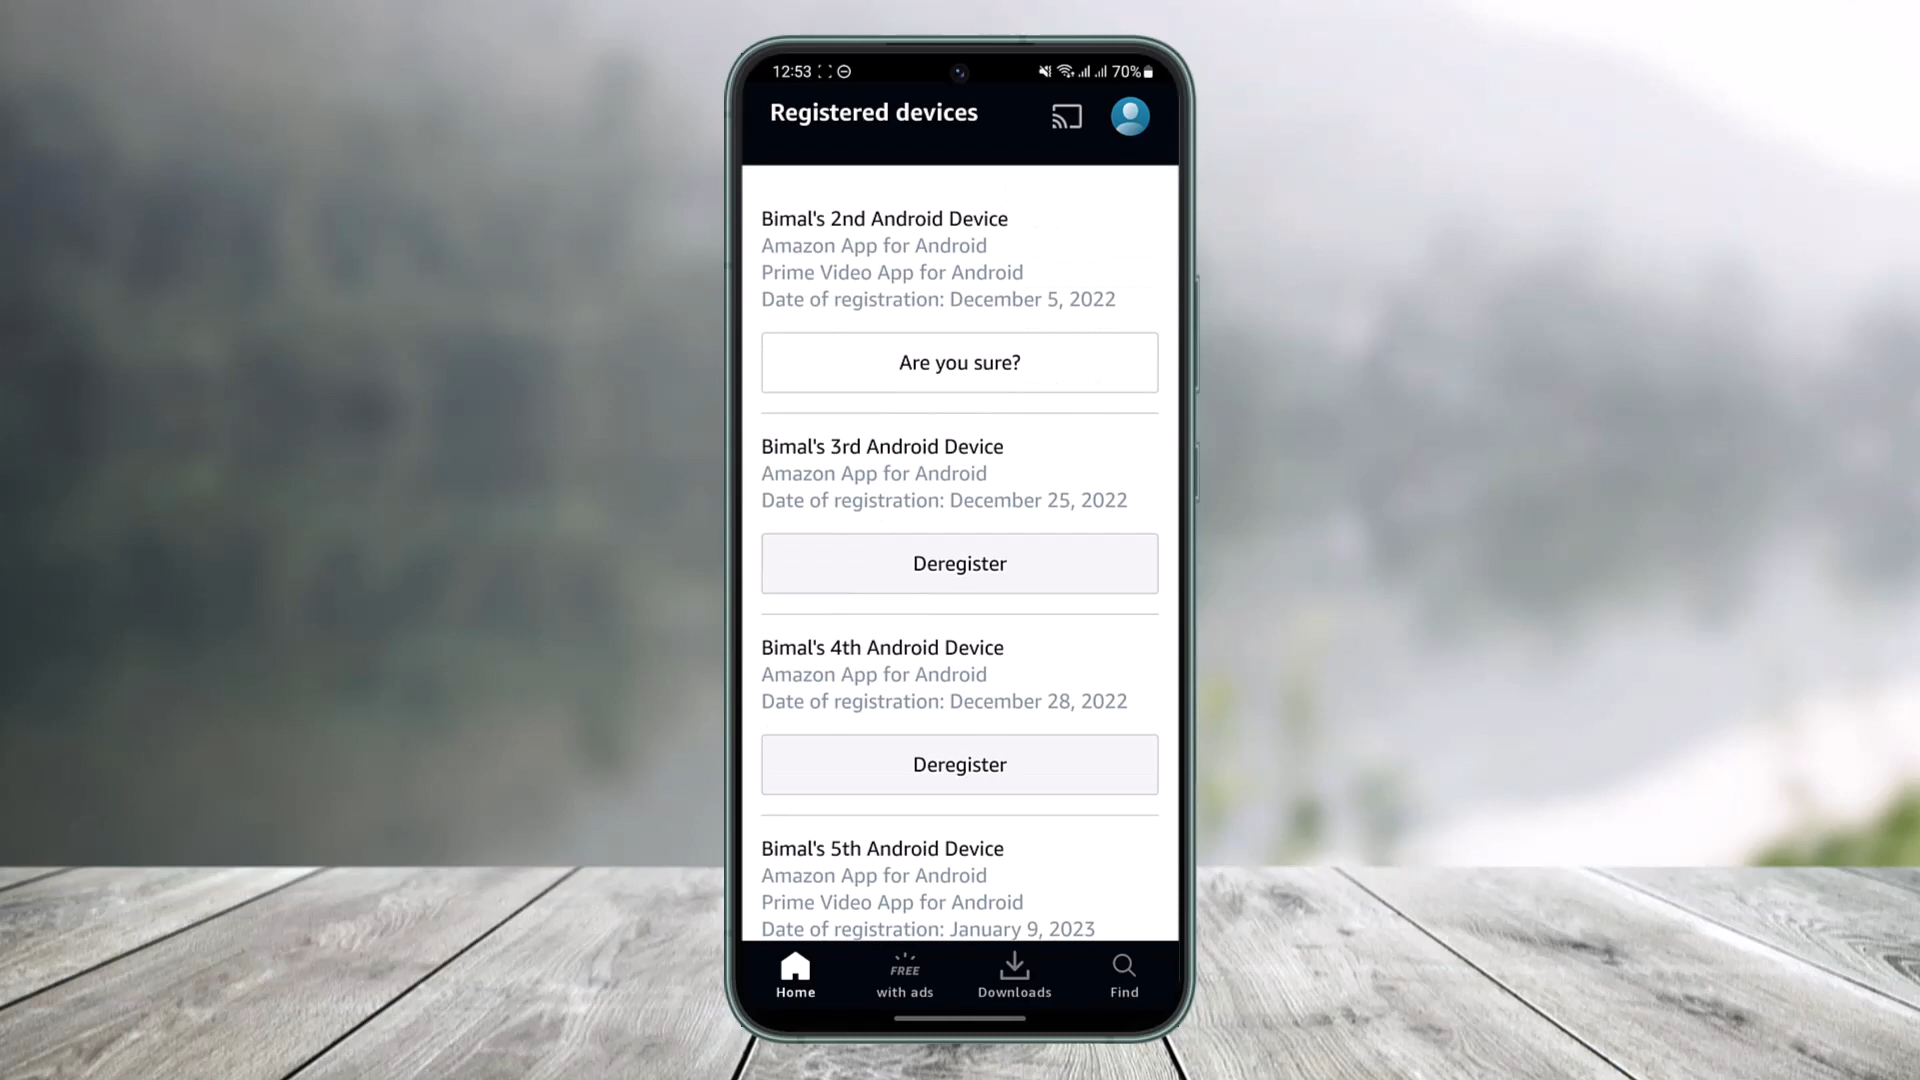 12:53
70%
Registered devices
Bimal's 2nd Android Device
Amazon App for Android
Prime Video App for Android
Date of registration: December 5, 2022
Are you sure?
Bimal's 3rd Android Device
Amazon App for Android
Date of registration: December 25, 2022
Deregister
Bimal's 4th Android Device
Amazon App for Android
Date of registration: December 28, 2022
Deregister
Bimal's 5th Android Device
Amazon App for Android
Prime Video App for Android
Date of registration: January 9, 2023
Home
FREE
with ads
Downloads
Find